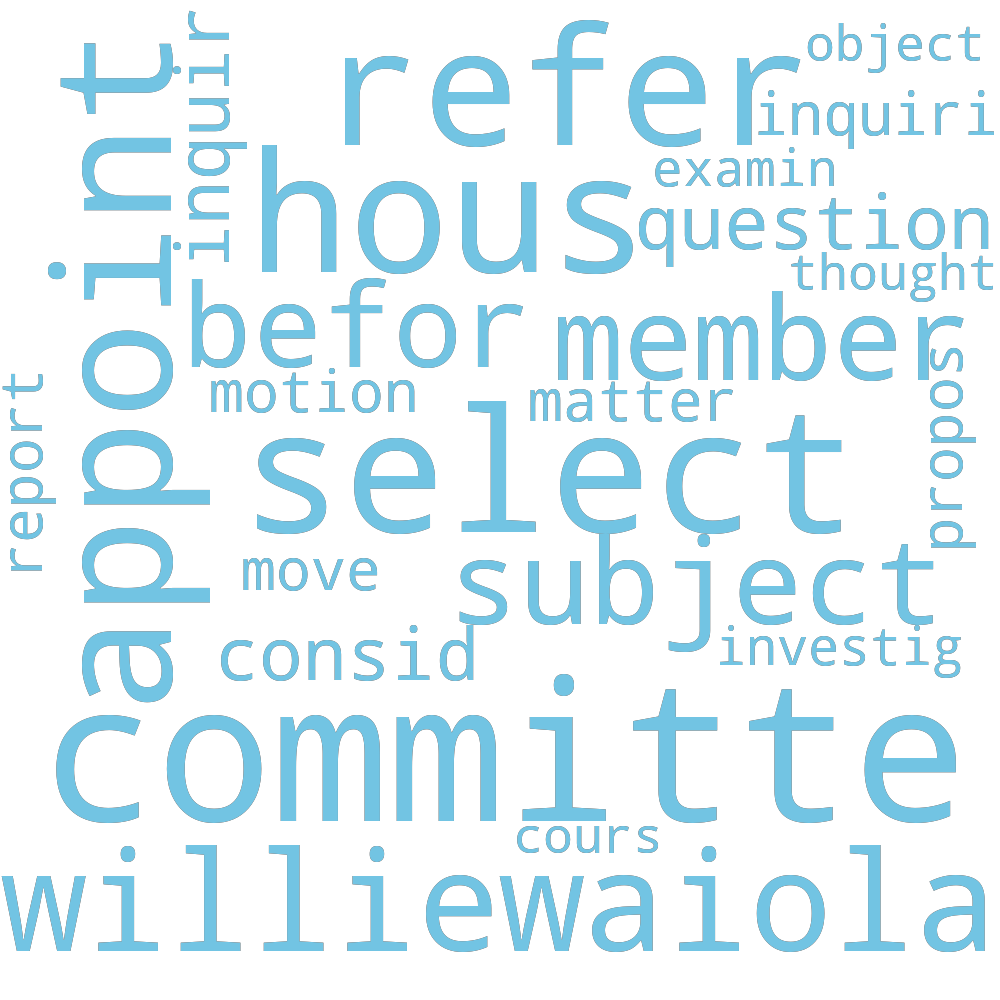 appoint
inquir
refer
object
inquiri
hous
examin
question
thought
befor
member
propos
report
motion
matter
select
move
subject
consid
investig
committe
cours
williewaiola